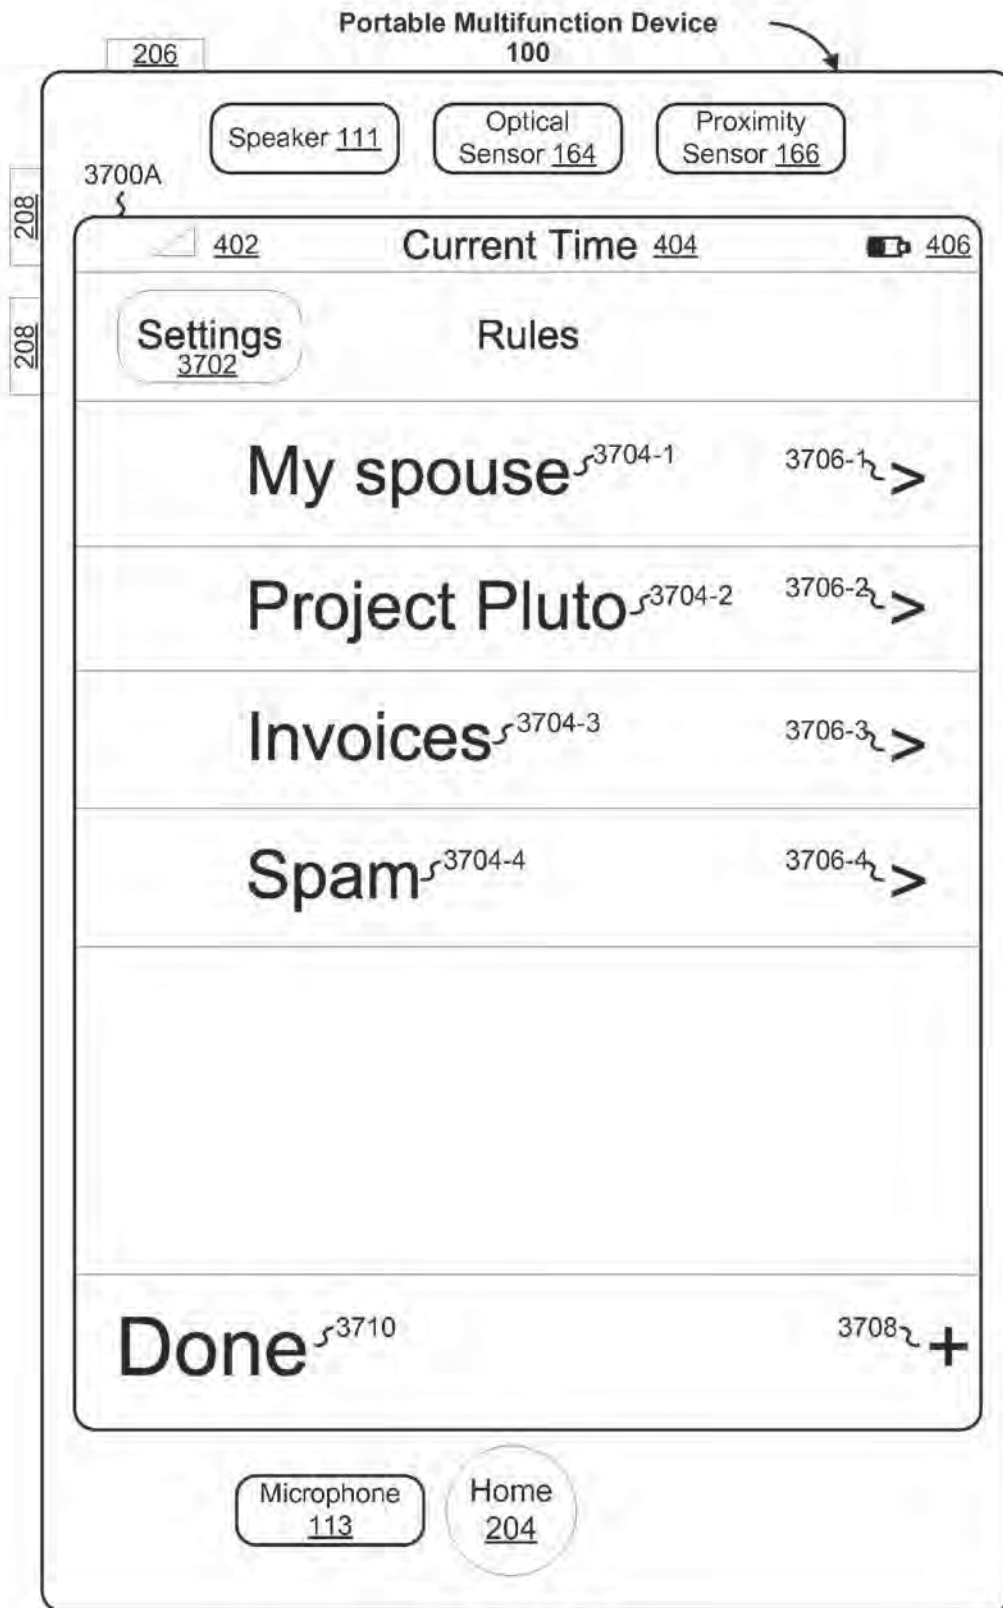 Portable Multifunction Device
100
206
Speaker 111
Optical
Sensor 164
Proximity
Sensor 166
3700A
208
402
Current Time 404
406
208
Settings
3702
Rules
My spouse 3704-1
3706-1 >
Project Pluto 3704-2
3706-2 >
Invoices 3704-3
3706-3 >
Spam 3704-4
3706-4 >
Done 3710
3708 +
Microphone
113
Home
204